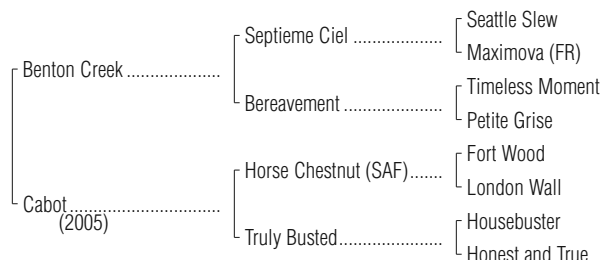 Seattle Slew
Septieme Ciel ...................
Maximova (FR)
Benton Creek ....................
Timeless Moment
Bereavement .....................
Petite Grise
Fort Wood
Horse Chestnut (SAF).......
London Wall
Cabot.................................
(2005)
Housebuster
Truly Busted......................
Honest and True